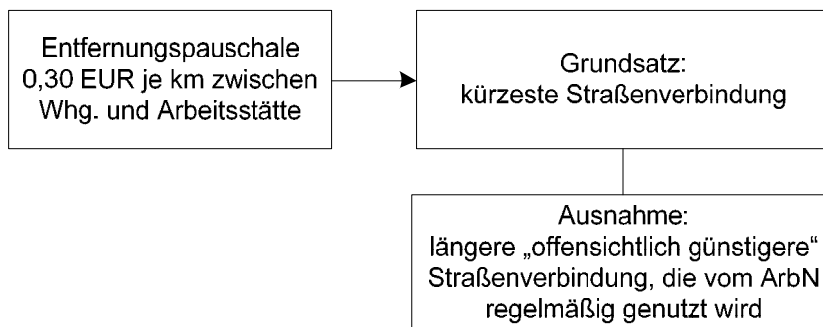 Entfernungspauschale
0,30 EUR je km zwischen
Whg. und Arbeitsstätte
Grundsatz:
kürzeste Straßenverbindung
Ausnahme:
längere „offensichtlich günstigere“
Straßenverbindung, die vom ArbN
regelmäßig genutzt wird